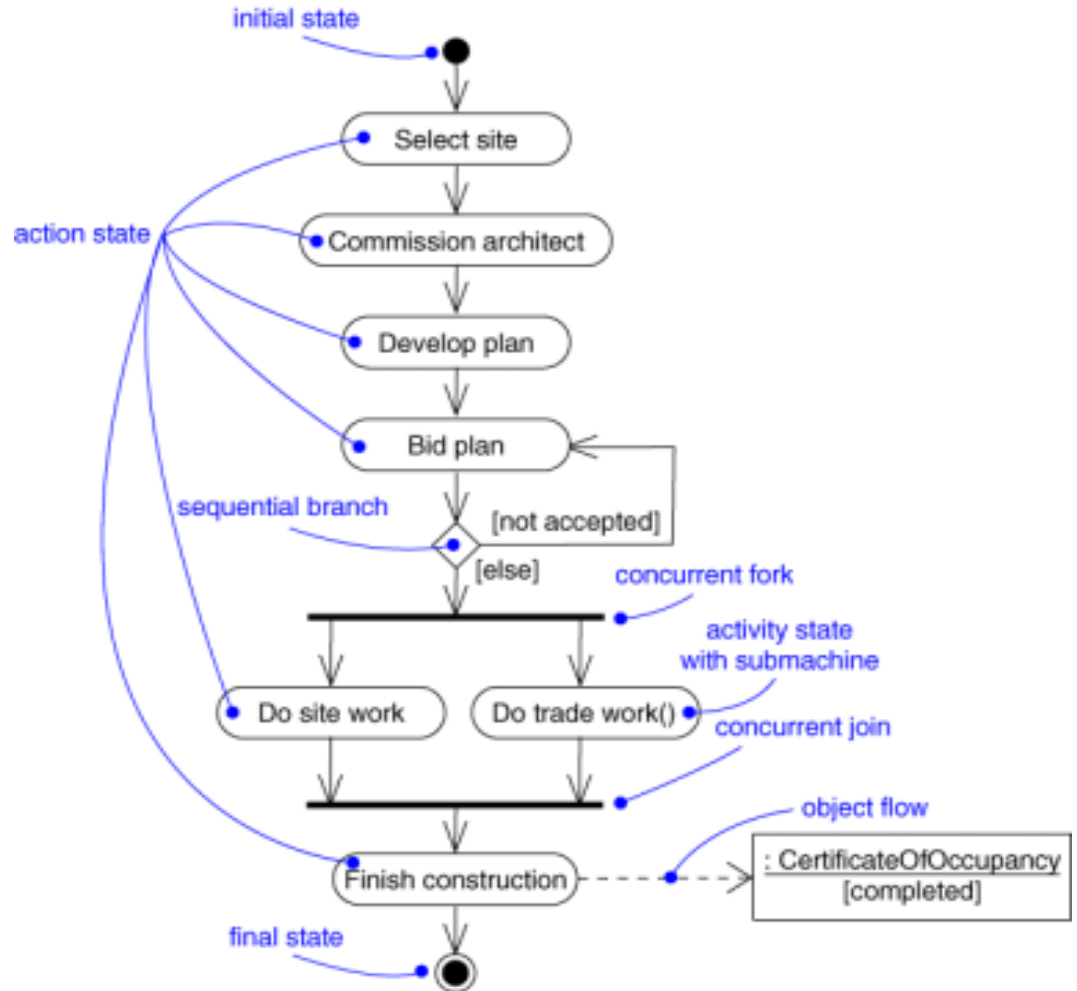 initial state
Select site
action state
Commission architect
Develop plan
Bid plan
sequential branch
[not accepted]
[else]
concurrent fork
activity state
with submachine
Do site work
Do trade work()
concurrent join
object flow
: CertificateOfOccupancy
[completed]
Finish construction
final state